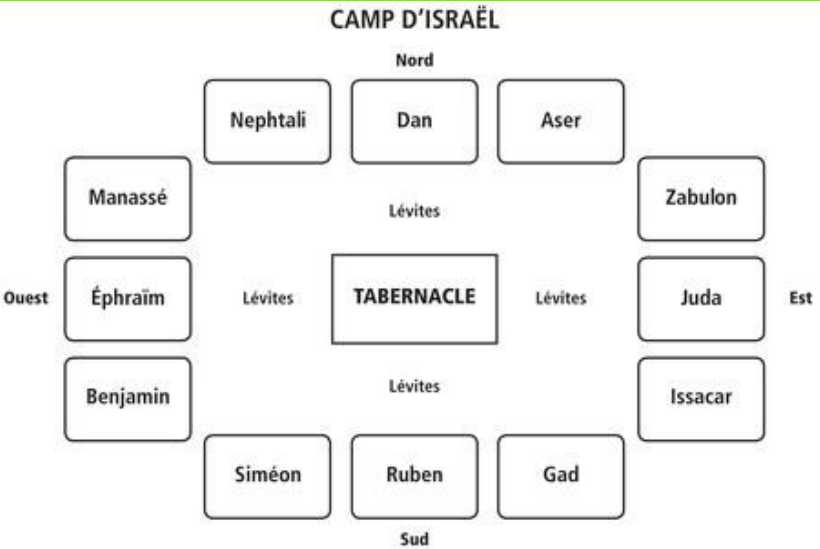 CAMP D’ISRAËL
Nord
Nephtali Dan Aser
Manassé Lévites Zabulon
Ouest Éphraïm Lévites TABERNACLE Lévites Juda Est
Benjamin Lévites Issacar
Siméon Ruben Gad
Sud